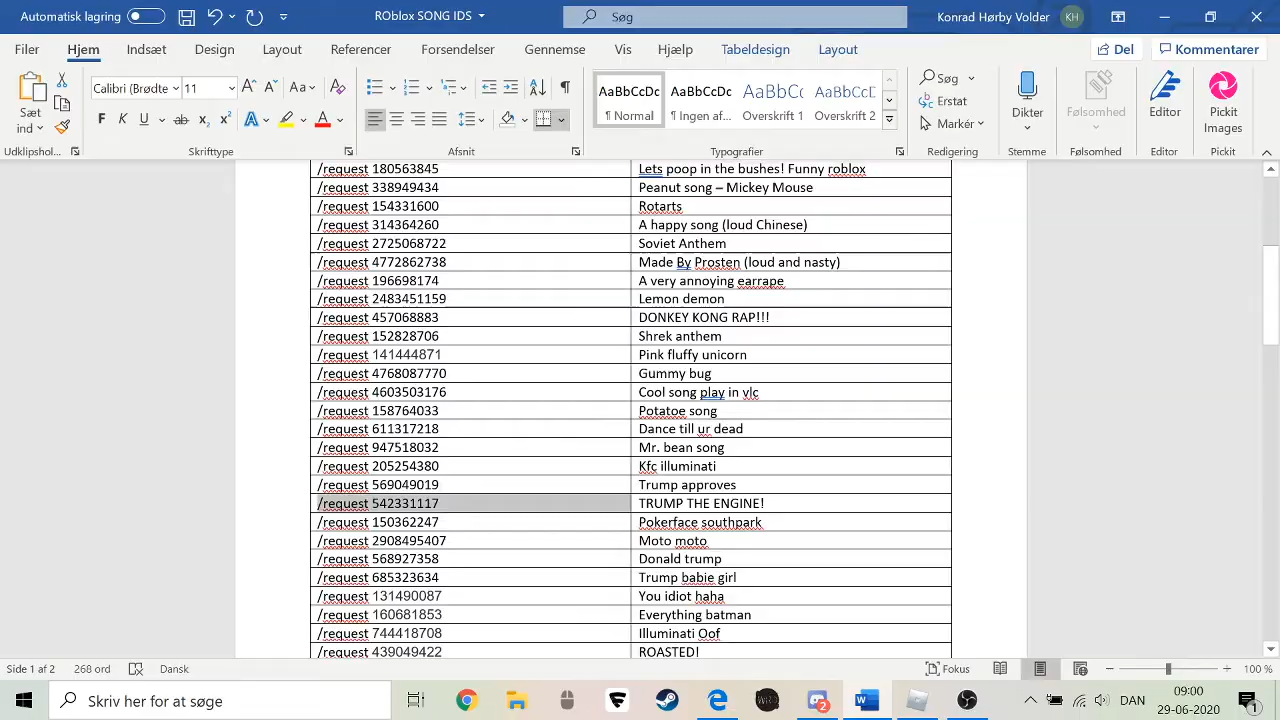 Automatisk lagring ROblox SONG IDS Søg Konrad Hørby Volder KH
Filer Hjem Indsæt Design Layout Referencer Forsendelser Gennemse Vis Hjælp Tabeldesign Layout Del Kommentarer
Sæt ind
Calibri (Brødte 11 Aa
F K U ab x₂ x² A A
AaBbCcDc AaBbCcDc AaBbCc AaBbCcC
¶ Normal ¶ Ingen af... Overskrift 1 Overskrift 2
Søg
Erstat
Markér
Dikter
Følsomhed
Editor
Pickit Images
Udklipshol... Skrifttype Afsnit Typografier Redigering Stemme Følsomhed Editor Pickit
/request 180563845 Lets poop in the bushes! Funny roblox
/request 338949434 Peanut song – Mickey Mouse
/request 154331600 Rotarts
/request 314364260 A happy song (loud Chinese)
/request 2725068722 Soviet Anthem
/request 4772862738 Made By Prosten (loud and nasty)
/request 196698174 A very annoying earrape
/request 2483451159 Lemon demon
/request 457068883 DONKEY KONG RAP!!!
/request 152828706 Shrek anthem
/request 141444871 Pink fluffy unicorn
/request 4768087770 Gummy bug
/request 4603503176 Cool song play in vlc
/request 158764033 Potatoe song
/request 611317218 Dance till ur dead
/request 947518032 Mr. bean song
/request 205254380 Kfc illuminati
/request 569049019 Trump approves
/request 542331117 TRUMP THE ENGINE!
/request 150362247 Pokerface southpark
/request 2908495407 Moto moto
/request 568927358 Donald trump
/request 685323634 Trump babie girl
/request 131490087 You idiot haha
/request 160681853 Everything batman
/request 744418708 Illuminati Oof
/request 439049422 ROASTED!
Side 1 af 2 268 ord Dansk Fokus 100 %
Skriv her for at søge 2 DAN 09:00
29-06-2020 1